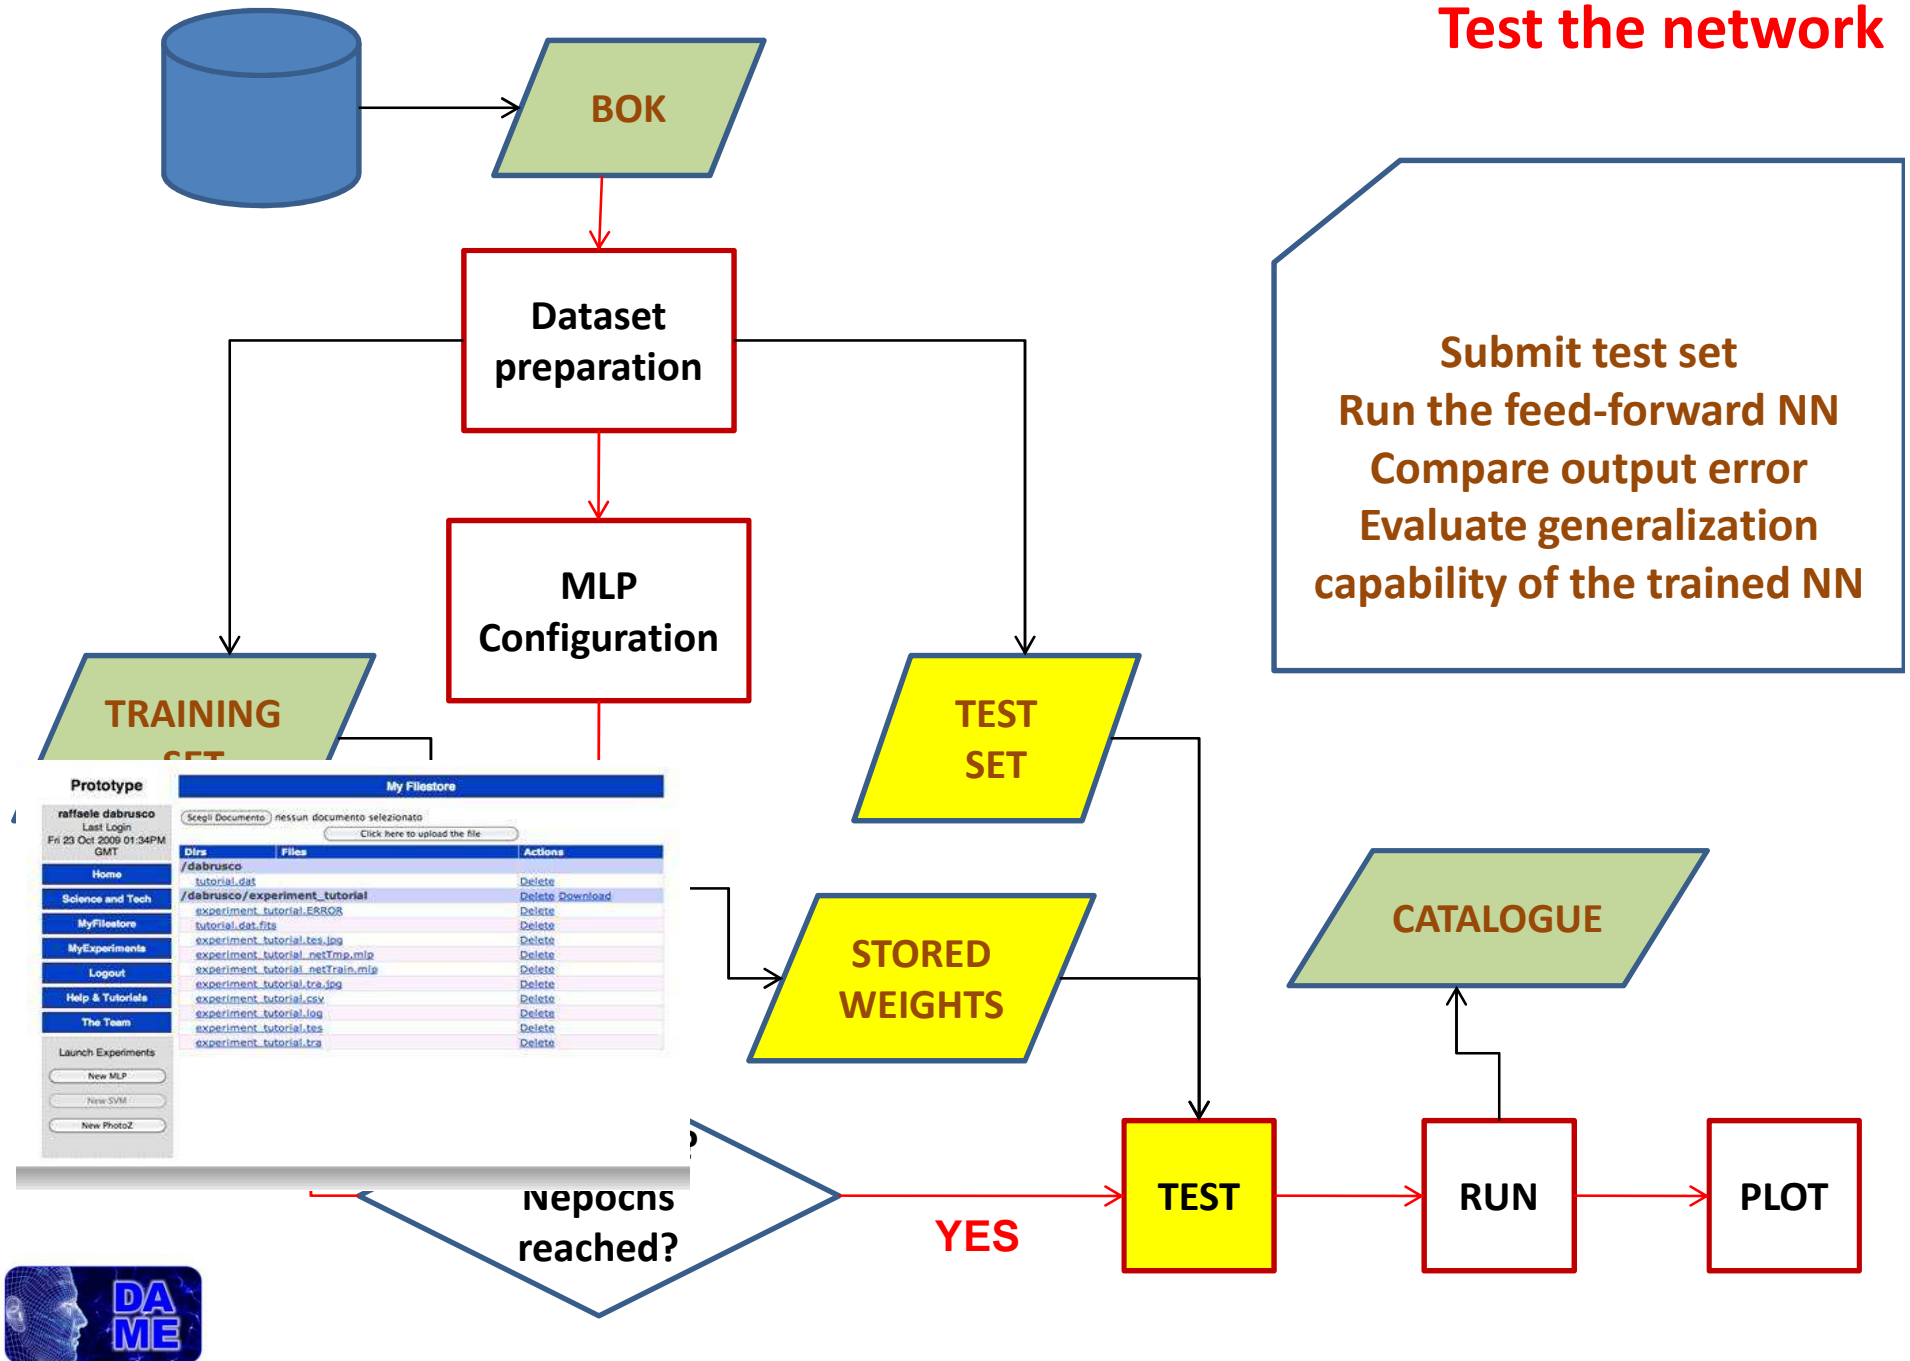 Test the network
BOK
Dataset
preparation
Submit test set
Run the feed-forward NN
Compare output error
Evaluate generalization
capability of the trained NN
MLP
Configuration
TRAINING
SET
TEST
SET
Prototype
My Filestore
raffaele dabrusco
Last Login
Fri 23 Oct 2009 01:34PM
GMT
Scegli Documento nessun documento selezionato
Click here to upload the file
Dirs Files Actions
/dabrusco
tutorial.dat Delete
/dabrusco/experiment_tutorial Delete Download
experiment_tutorial.ERROR Delete
tutorial.dat.fits Delete
experiment_tutorial.tes.jpg Delete
experiment_tutorial_netTmp.mlp Delete
experiment_tutorial_netTrain.mlp Delete
experiment_tutorial.tra.jpg Delete
experiment_tutorial.csv Delete
experiment_tutorial.log Delete
experiment_tutorial.tes Delete
experiment_tutorial.tra Delete
Home
Science and Tech
MyFilestore
MyExperiments
Logout
Help & Tutorials
The Team
Launch Experiments
New MLP
New SVM
New PhotoZ
STORED
WEIGHTS
CATALOGUE
?
Nepochs
reached?
YES
TEST
RUN
PLOT
DA
ME